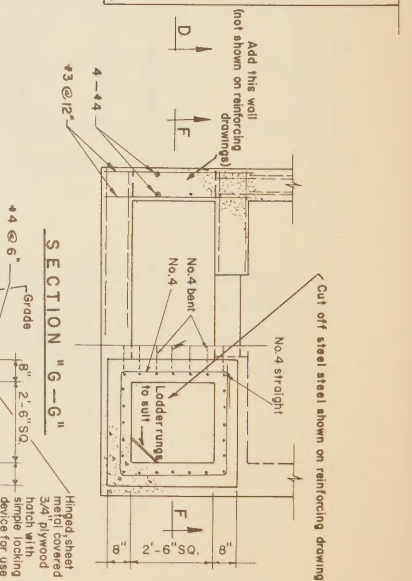 Add this wall
(not shown on reinforcing
drawings)
D
F
4-#4
#3 @ 12"
Cut off steel steel shown on reinforcing drawing
No.4 straight
No.4 bent
No.4
Ladder rungs
to suit
F
8"
2'-6"SQ.
8"
SECTION "G-G"
#4 @ 6"
Grade
8"
2'-6"SQ
Hinged, sheet
metal covered
3/4" plywood
hatch with
simple locking
device for use